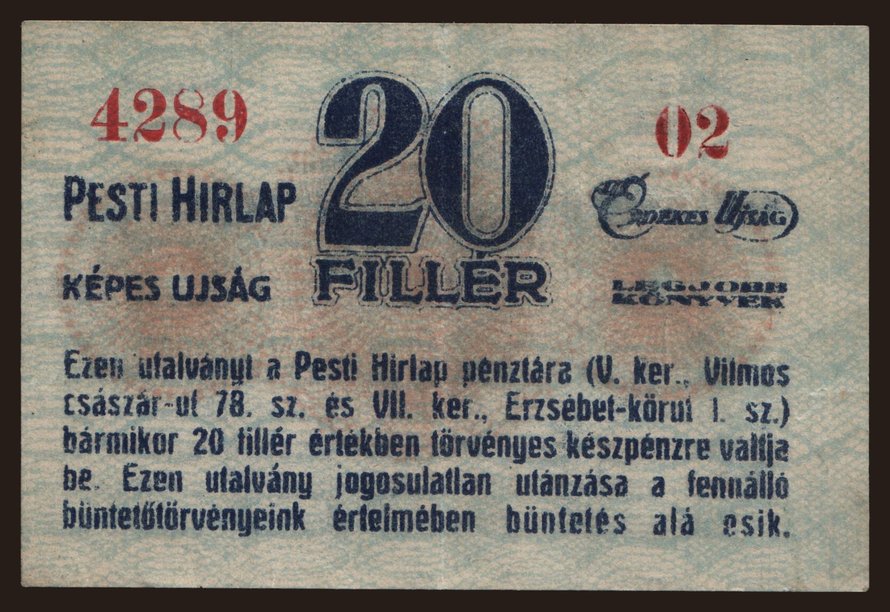 4289
20
02
PESTI HIRLAP
ÉRDEKES UJSÁG
KÉPES UJSÁG
FILLÉR
LEGJOBB
KÖNYVEK
Ezen utalványt a Pesti Hirlap pénztára (V. ker., Vilmos
császár-ut 78. sz. és VII. ker., Erzsébet-körut 1. sz.)
bármikor 20 fillér értékben törvényes készpénzre váltja
be. Ezen utalvány jogosulatlan utánzása a fennálló
büntetőtörvényeink értelmében büntetés alá esik.